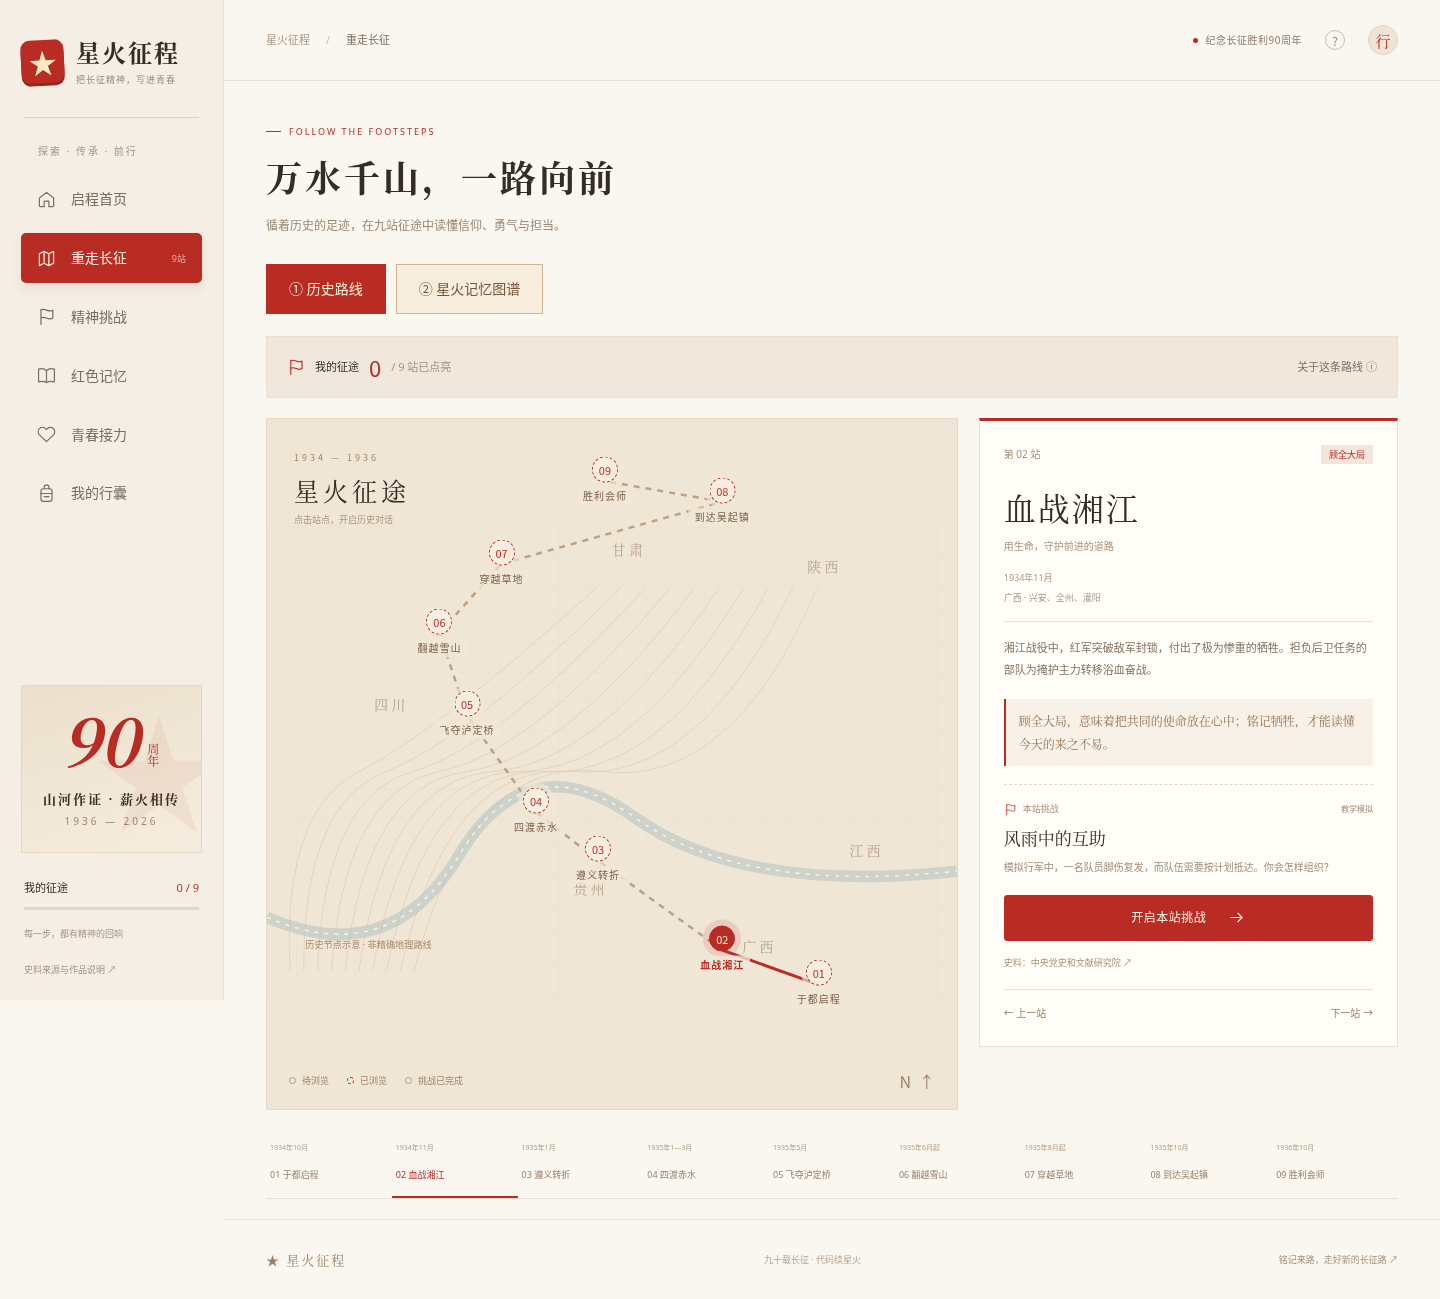 星火征程
把长征精神，写进青春
探索 · 传承 · 前行
启程首页
重走长征 9站
精神挑战
红色记忆
青春接力
我的行囊
90 周年
山河作证 · 薪火相传
1936 — 2026
我的征途 0 / 9
每一步，都有精神的回响
史料来源与作品说明 ↗
星火征程 / 重走长征
纪念长征胜利90周年 ? 行
FOLLOW THE FOOTSTEPS
万水千山，一路向前
循着历史的足迹，在九站征途中读懂信仰、勇气与担当。
① 历史路线 ② 星火记忆图谱
我的征途 0 / 9 站已点亮 关于这条路线 ⓘ
1934 — 1936
星火征途
点击站点，开启历史对话
09
胜利会师
08
到达吴起镇
07
穿越草地
甘肃
陕西
06
翻越雪山
05
飞夺泸定桥
四川
04
四渡赤水
03
遵义转折
贵州
江西
历史节点示意 · 非精确地理路线
02
血战湘江
广西
01
于都启程
待浏览 已浏览 挑战已完成
N ↑
第 02 站 顾全大局
血战湘江
用生命，守护前进的道路
1934年11月
广西 · 兴安、全州、灌阳
湘江战役中，红军突破敌军封锁，付出了极为惨重的牺牲。担负后卫任务的
部队为掩护主力转移浴血奋战。
顾全大局，意味着把共同的使命放在心中；铭记牺牲，才能读懂
今天的来之不易。
本站挑战 教学模拟
风雨中的互助
模拟行军中，一名队员脚伤复发，而队伍需要按计划抵达。你会怎样组织？
开启本站挑战 →
史料：中央党史和文献研究院 ↗
← 上一站 下一站 →
1934年10月 1934年11月 1935年1月 1935年1—3月 1935年5月 1935年6月起 1935年8月起 1935年10月 1936年10月
01 于都启程 02 血战湘江 03 遵义转折 04 四渡赤水 05 飞夺泸定桥 06 翻越雪山 07 穿越草地 08 到达吴起镇 09 胜利会师
★ 星火征程 九十载长征 · 代码续星火 铭记来路，走好新的长征路 ↗